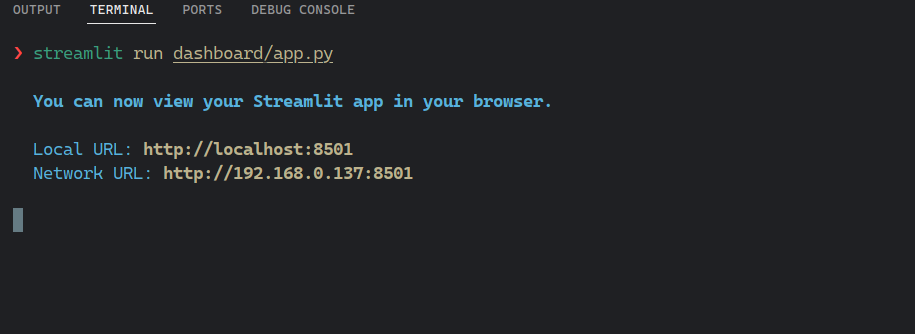 OUTPUT TERMINAL PORTS DEBUG CONSOLE
❯ streamlit run dashboard/app.py
You can now view your Streamlit app in your browser.
Local URL: http://localhost:8501
Network URL: http://192.168.0.137:8501